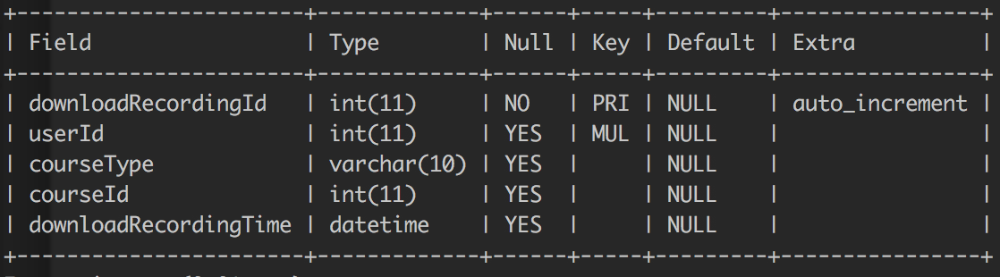 +-----------------------+-------------+------+-----+---------+----------------+
| Field                 | Type        | Null | Key | Default | Extra          |
+-----------------------+-------------+------+-----+---------+----------------+
| downloadRecordingId   | int(11)     | NO   | PRI | NULL    | auto_increment |
| userId                | int(11)     | YES  | MUL | NULL    |                |
| courseType            | varchar(10) | YES  |     | NULL    |                |
| courseId              | int(11)     | YES  |     | NULL    |                |
| downloadRecordingTime | datetime    | YES  |     | NULL    |                |
+-----------------------+-------------+------+-----+---------+----------------+